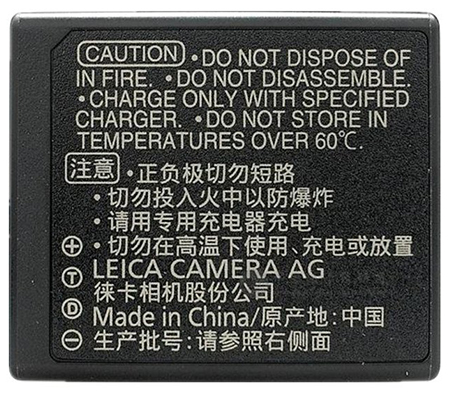 CAUTION •DO NOT DISPOSE OF
IN FIRE. •DO NOT DISASSEMBLE.
•CHARGE ONLY WITH SPECIFIED
CHARGER. •DO NOT STORE IN
TEMPERATURES OVER 60℃.
注意 •正负极切勿短路
•切勿投入火中以防爆炸
•请用专用充电器充电
⊕ •切勿在高温下使用、充电或放置
Ⓣ LEICA CAMERA AG
徕卡相机股份公司
Ⓓ Made in China/原产地: 中国
⊖ 生产批号: 请参照右侧面